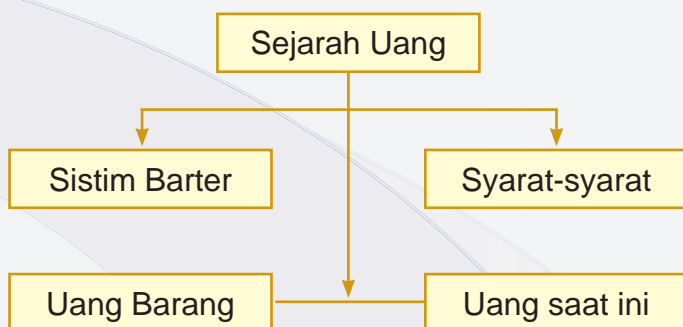 Sejarah Uang
Sistim Barter
Syarat-syarat
Uang Barang
Uang saat ini